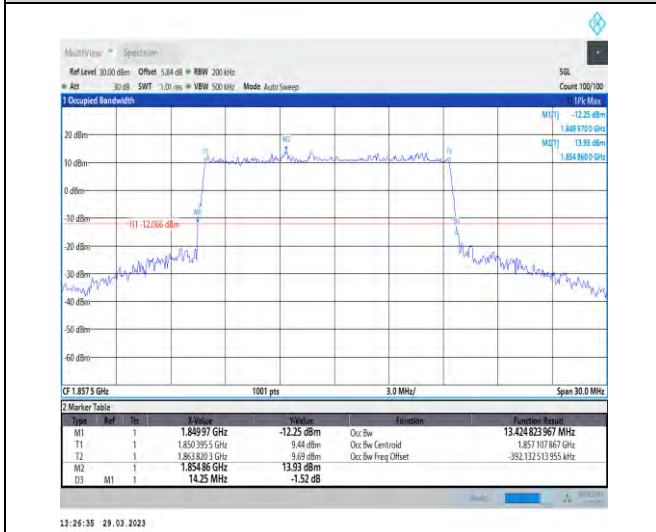 MultiView Spectrum
Ref Level 30.00 dBm Offset 5.84 dB RBW 200 kHz SGL
Att 30 dB SWT 1.01 ms VBW 500 kHz Mode Auto Sweep Count 100/100
1 Occupied Bandwidth 1Pk Max
M1[1] -12.25 dBm
1.849 970 0 GHz
M2[1] 13.93 dBm
1.854 860 0 GHz
20 dBm
M2
T1
10 dBm
0 dBm
-10 dBm
M1
H1 -12.066 dBm
-20 dBm
-30 dBm
-40 dBm
-50 dBm
-60 dBm
CF 1.857 5 GHz 1001 pts 3.0 MHz/ Span 30.0 MHz
2 Marker Table
Type Ref Trc X-Value Y-Value Function Function Result
M1 1 1.849 97 GHz -12.25 dBm Occ Bw 13.424 823 967 MHz
T1 1 1.850 395 5 GHz 9.44 dBm Occ Bw Centroid 1.857 107 867 GHz
T2 1 1.863 820 3 GHz 9.69 dBm Occ Bw Freq Offset -392.132 513 955 kHz
M2 1 1.854 86 GHz 13.93 dBm
D3 M1 1 14.25 MHz -1.52 dB
13:26:35 29.03.2023